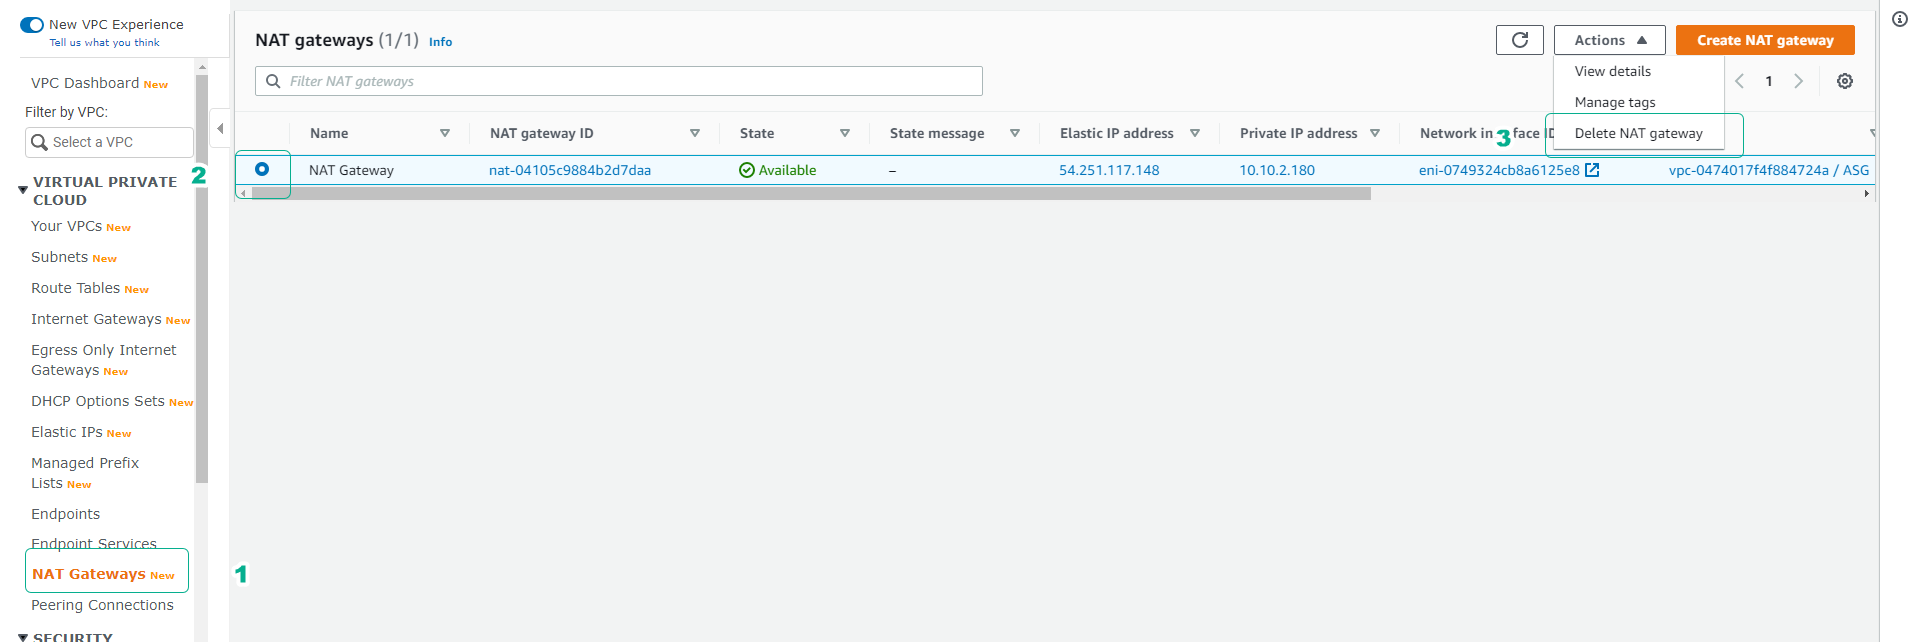 New VPC Experience
Tell us what you think
VPC Dashboard New
Filter by VPC:
Select a VPC
VIRTUAL PRIVATE
CLOUD
2
Your VPCs New
Subnets New
Route Tables New
Internet Gateways New
Egress Only Internet
Gateways New
DHCP Options Sets New
Elastic IPs New
Managed Prefix
Lists New
Endpoints
Endpoint Services
NAT Gateways New
1
Peering Connections
SECURITY
NAT gateways (1/1) Info
Actions
Create NAT gateway
Filter NAT gateways
View details
Manage tags
Delete NAT gateway
3
1
Name NAT gateway ID State State message Elastic IP address Private IP address Network in face ID
NAT Gateway nat-04105c9884b2d7daa Available – 54.251.117.148 10.10.2.180 eni-0749324cb8a6125e8 vpc-0474017f4f884724a / ASG